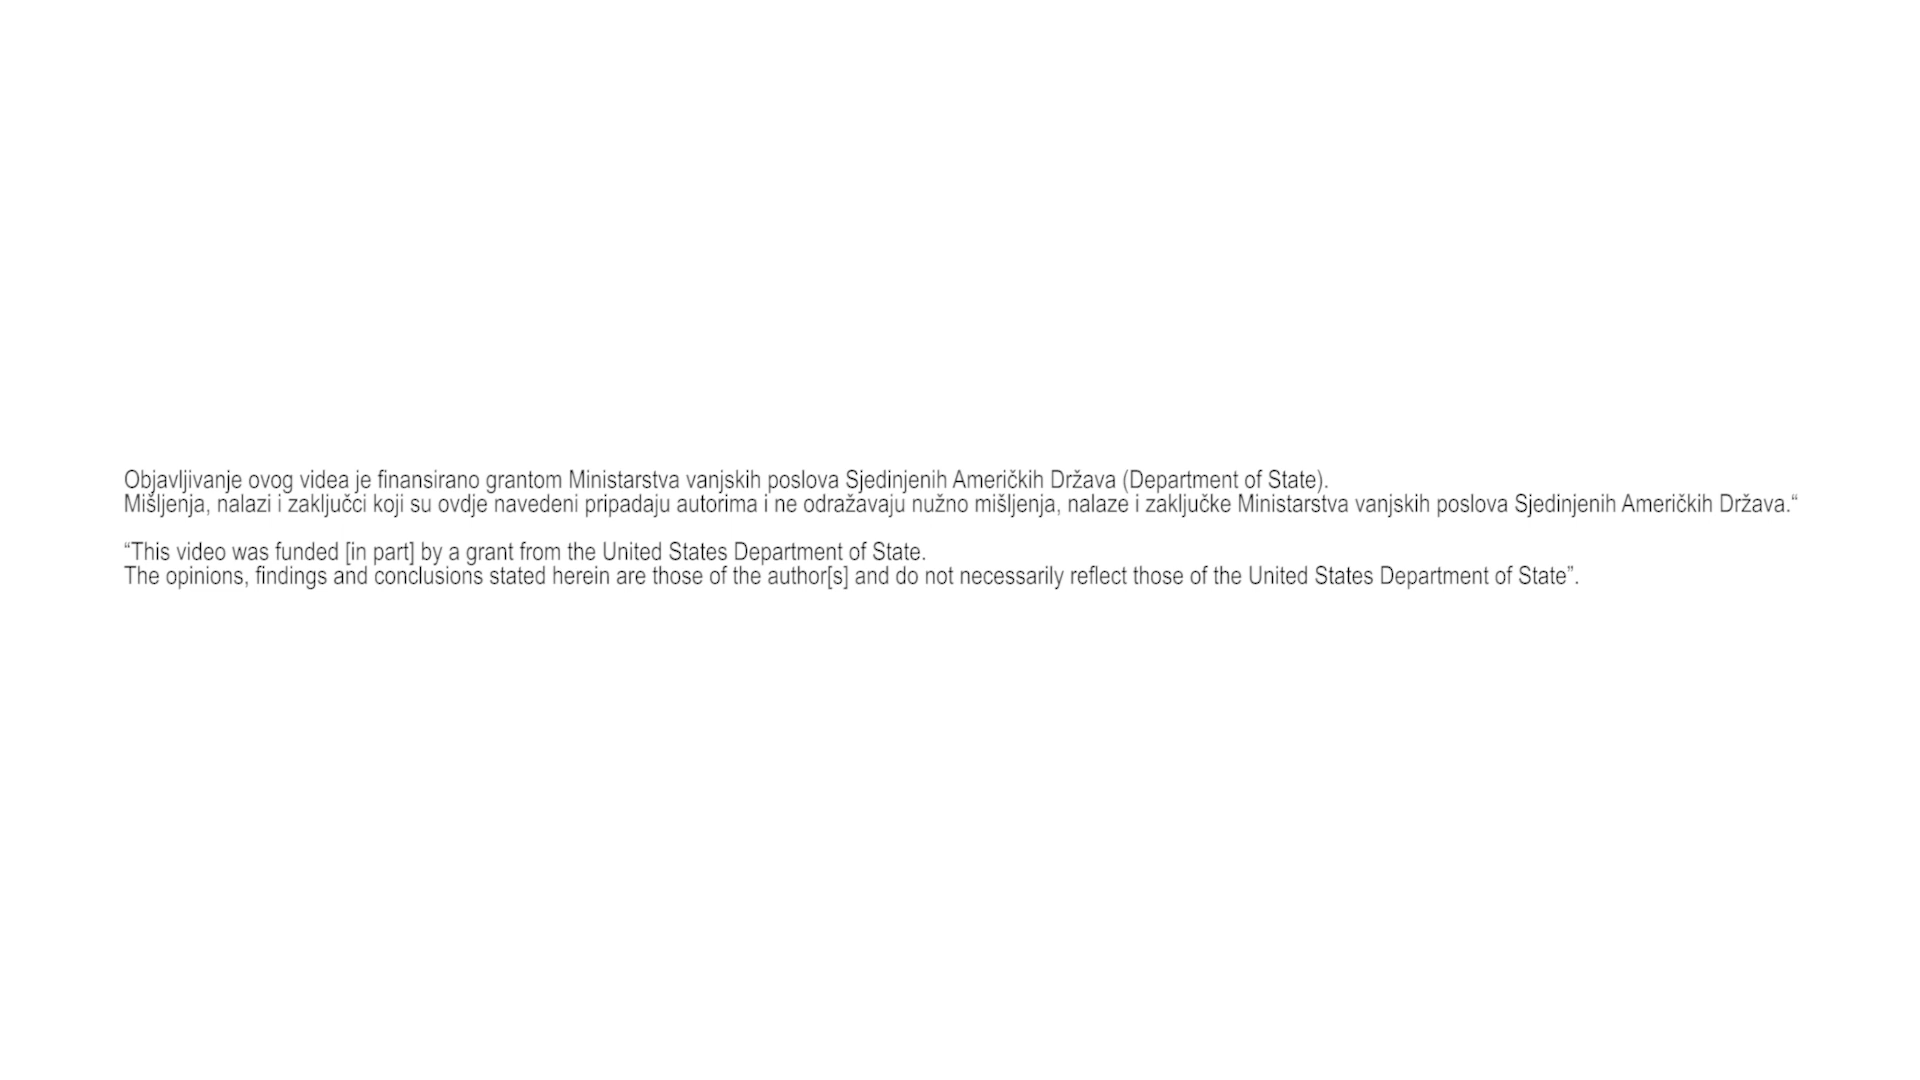 Objavljivanje ovog videa je finansirano grantom Ministarstva vanjskih poslova Sjedinjenih Američkih Država (Department of State).
Mišljenja, nalazi i zaključci koji su ovdje navedeni pripadaju autorima i ne odražavaju nužno mišljenja, nalaze i zaključke Ministarstva vanjskih poslova Sjedinjenih Američkih Država.“
“This video was funded [in part] by a grant from the United States Department of State.
The opinions, findings and conclusions stated herein are those of the author[s] and do not necessarily reflect those of the United States Department of State”.